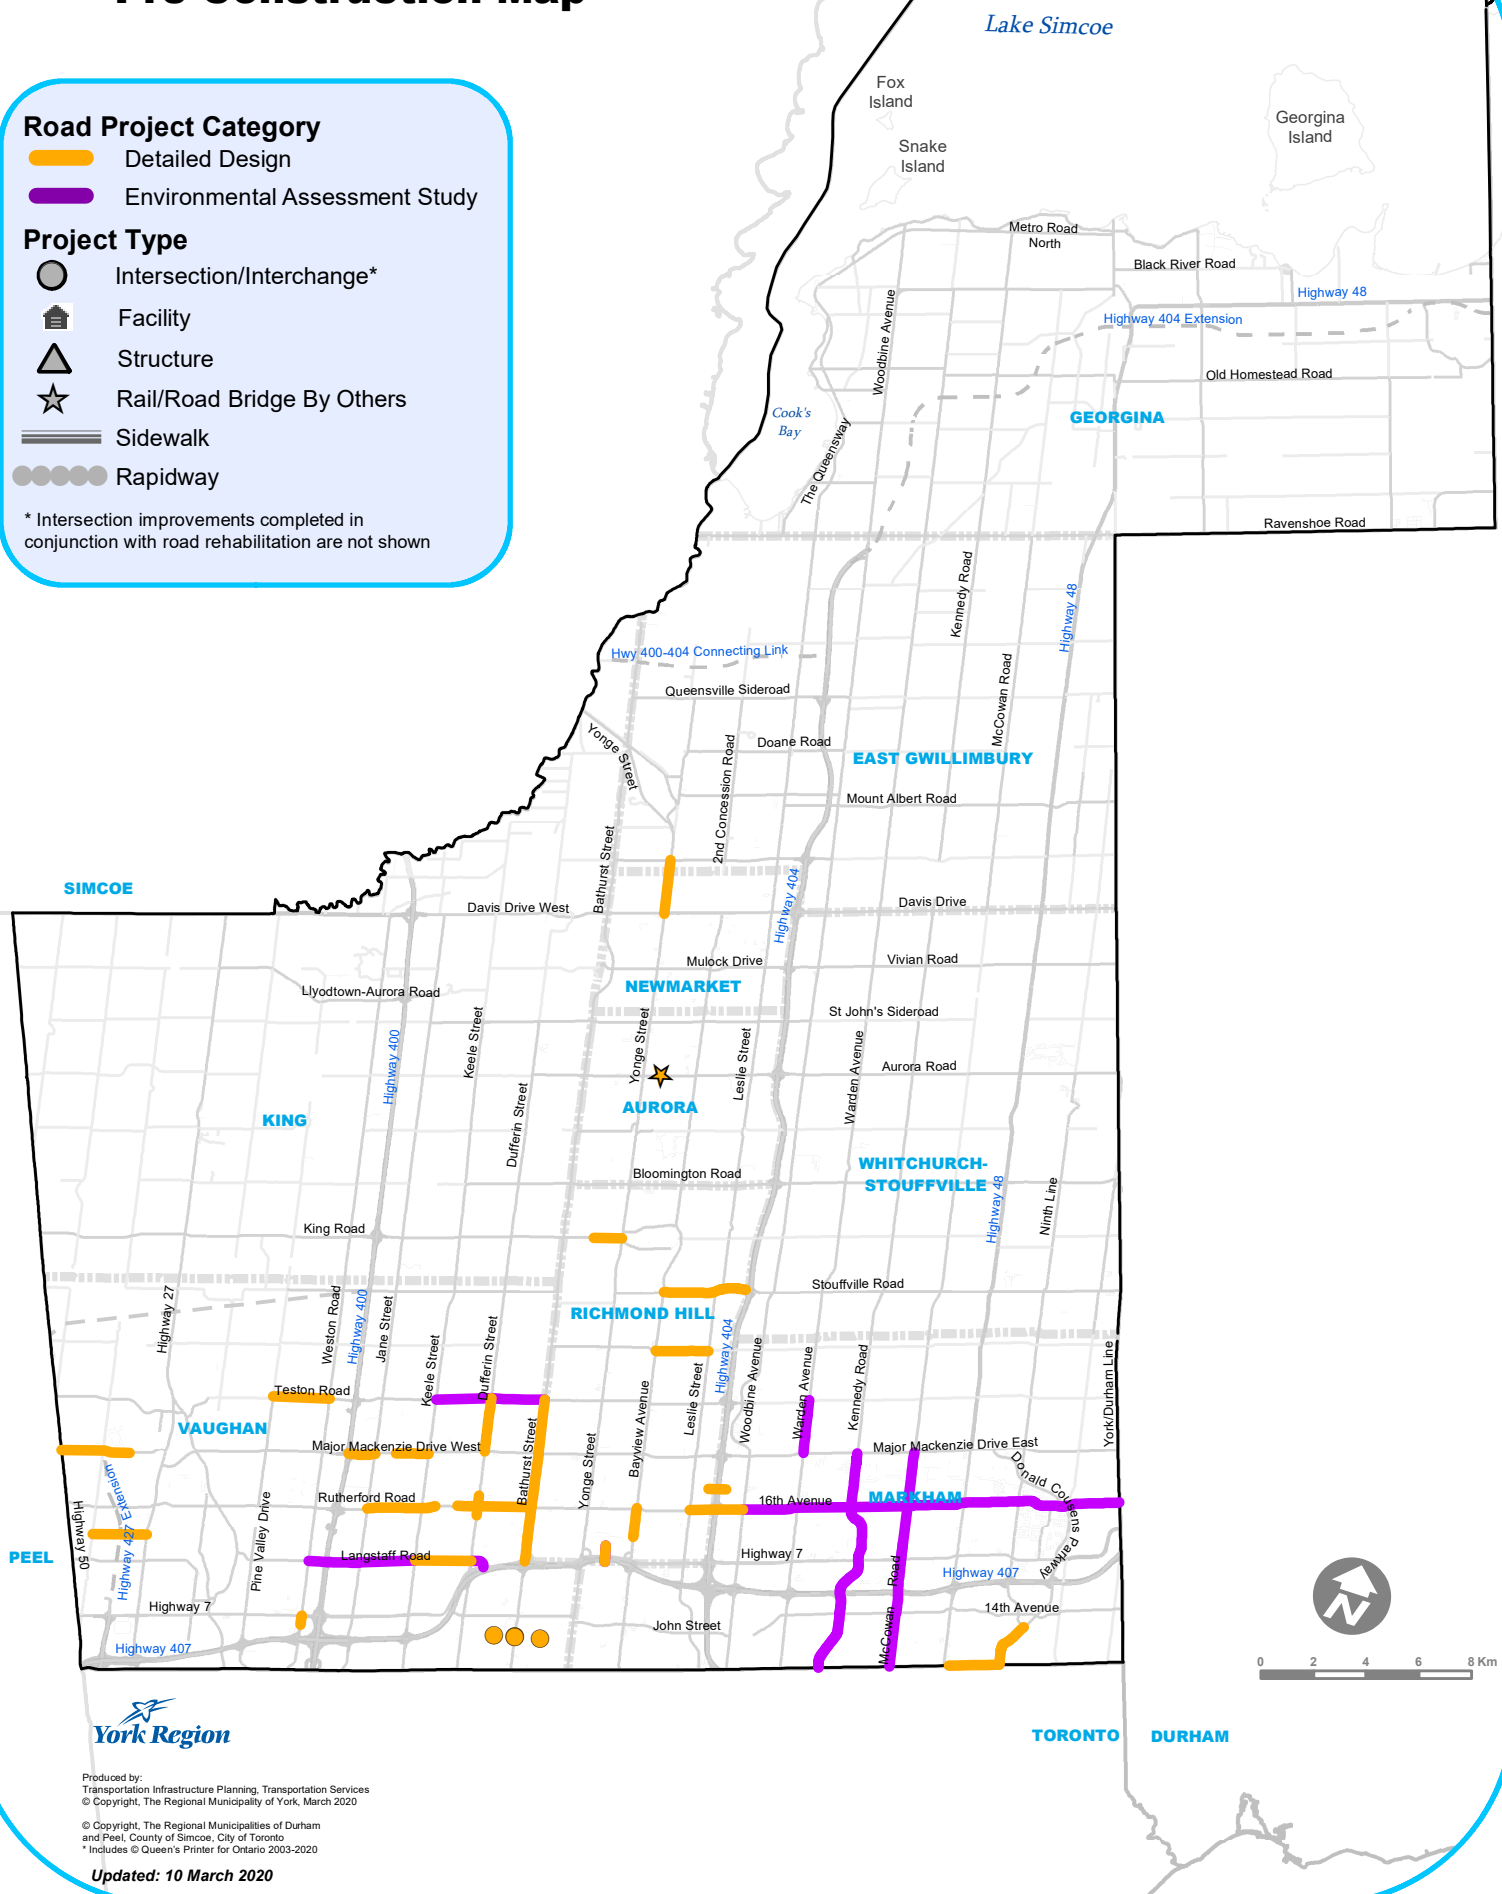 Pre-Construction Map
Lake Simcoe
Fox
Island
Snake
Island
Georgina
Island
Road Project Category
Detailed Design
Environmental Assessment Study
Project Type
Intersection/Interchange*
Facility
Structure
Rail/Road Bridge By Others
Sidewalk
Rapidway
* Intersection improvements completed in
conjunction with road rehabilitation are not shown
Metro Road
North
Black River Road
Highway 48
Highway 404 Extension
Woodbine Avenue
Old Homestead Road
Cook's
Bay
GEORGINA
The Queensway
Ravenshoe Road
Kennedy Road
Highway 48
Hwy 400-404 Connecting Link
McCowan Road
Queensville Sideroad
Yonge Street
Doane Road
2nd Concession Road
EAST GWILLIMBURY
Mount Albert Road
Bathurst Street
SIMCOE
Highway 404
Davis Drive West
Davis Drive
Mulock Drive
Vivian Road
NEWMARKET
Llyodtown-Aurora Road
St John's Sideroad
Highway 400
Keele Street
Yonge Street
Leslie Street
Warden Avenue
Aurora Road
Dufferin Street
AURORA
KING
WHITCHURCH-
STOUFFVILLE
Bloomington Road
Highway 48
Ninth Line
King Road
Stouffville Road
Highway 27
Weston Road
Highway 400
Jane Street
RICHMOND HILL
Keele Street
Dufferin Street
Highway 404
Leslie Street
Woodbine Avenue
Warden Avenue
Kennedy Road
York/Durham Line
Teston Road
Bayview Avenue
VAUGHAN
Major Mackenzie Drive West
Bathurst Street
Yonge Street
Major Mackenzie Drive East
Donald Cousens Parkway
Highway 427 Extension
Rutherford Road
16th Avenue
MARKHAM
Highway 50
Pine Valley Drive
PEEL
Langstaff Road
Highway 7
Highway 407
McCowan Road
Highway 7
14th Avenue
John Street
Highway 407
N
0 2 4 6 8 Km
York Region
TORONTO
DURHAM
Produced by:
Transportation Infrastructure Planning, Transportation Services
© Copyright, The Regional Municipality of York, March 2020
© Copyright, The Regional Municipalities of Durham
and Peel, County of Simcoe, City of Toronto
* Includes © Queen's Printer for Ontario 2003-2020
Updated: 10 March 2020